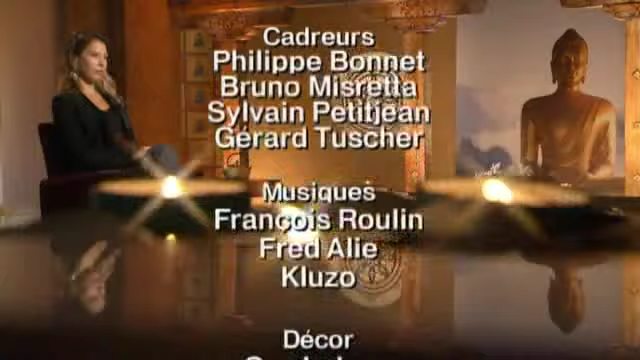 Cadreurs
Philippe Bonnet
Bruno Misretta
Sylvain Petitjean
Gérard Tuscher
Musiques
François Roulin
Fred Alie
Kluzo
Décor